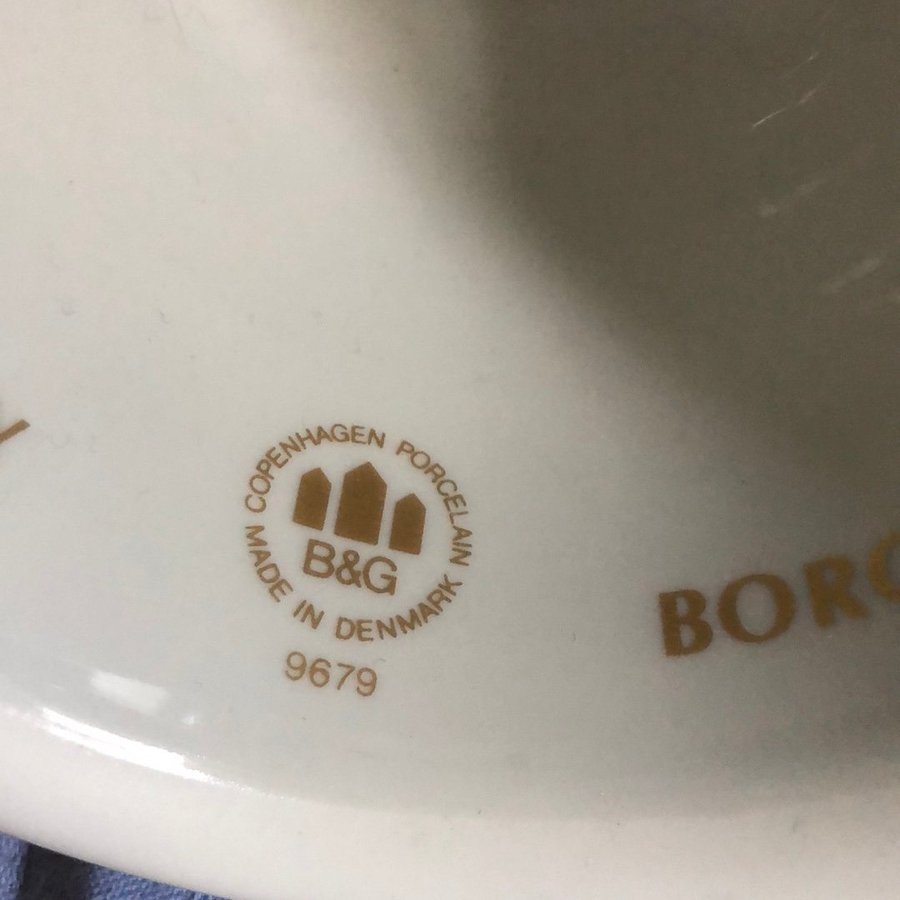 COPENHAGEN PORCELAIN
B&G
MADE IN DENMARK
9679